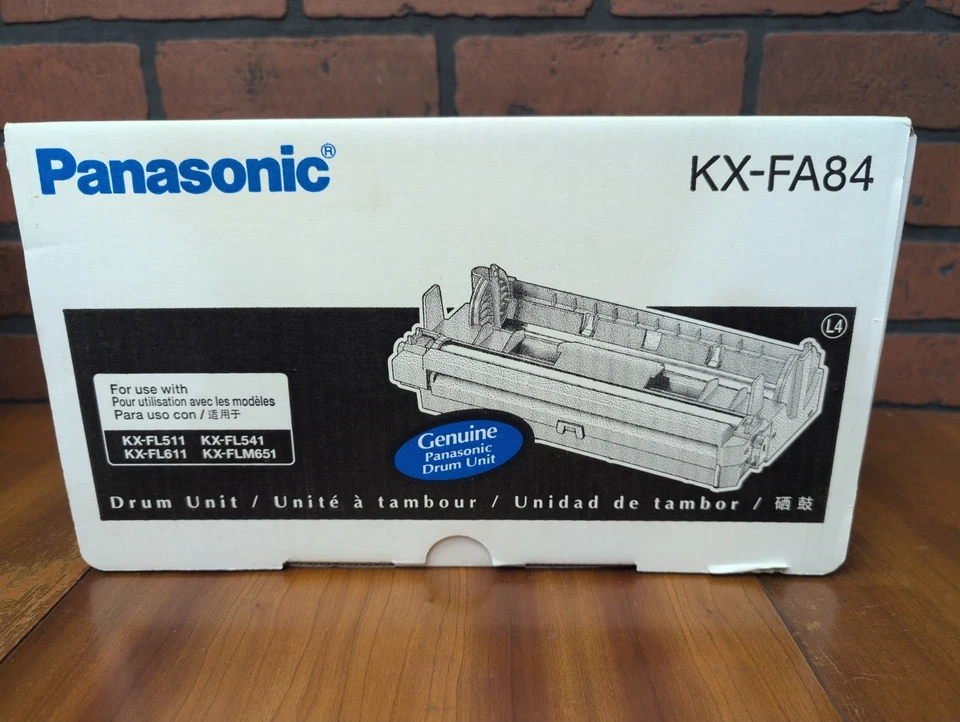 Panasonic®
KX-FA84
L4
For use with
Pour utilisation avec les modèles
Para uso con / 适用于
KX-FL511 KX-FL541
KX-FL611 KX-FLM651
Genuine
Panasonic
Drum Unit
Drum Unit / Unité à tambour / Unidad de tambor / 硒鼓